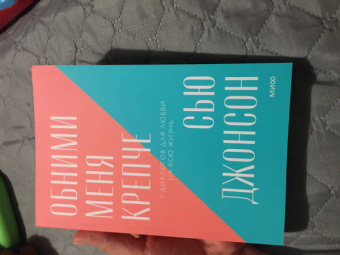 ОБНИМИ
МЕНЯ
КРЕПЧЕ
7 ДИАЛОГОВ ДЛЯ ЛЮБВИ
НА ВСЮ ЖИЗНЬ
СЬЮ
ДЖОНСОН
МИФ